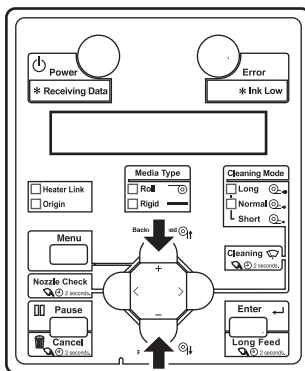 Power
Error
* Receiving Data
* Ink Low
Media Type
Roll
Rigid
Cleaning Mode
Long
Normal
Short
Heater Link
Origin
Menu
+
Cleaning
2 seconds.
Nozzle Check
2 seconds.
< >
Pause
Cancel
2 seconds.
−
Enter
Long Feed
2 seconds.